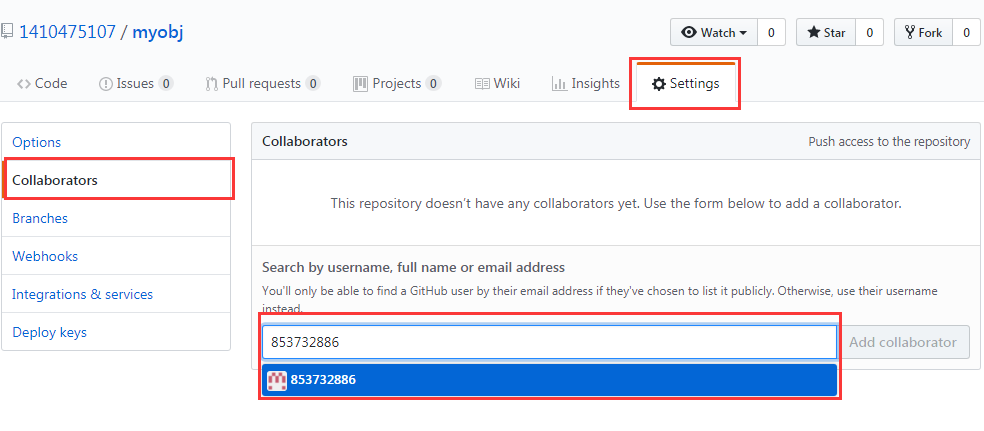 1410475107 / myobj
Watch 0
Star 0
Fork 0
Code
Issues 0
Pull requests 0
Projects 0
Wiki
Insights
Settings
Options
Collaborators
Branches
Webhooks
Integrations & services
Deploy keys
Collaborators
Push access to the repository
This repository doesn't have any collaborators yet. Use the form below to add a collaborator.
Search by username, full name or email address
You'll only be able to find a GitHub user by their email address if they've chosen to list it publicly. Otherwise, use their username
instead.
853732886
Add collaborator
853732886